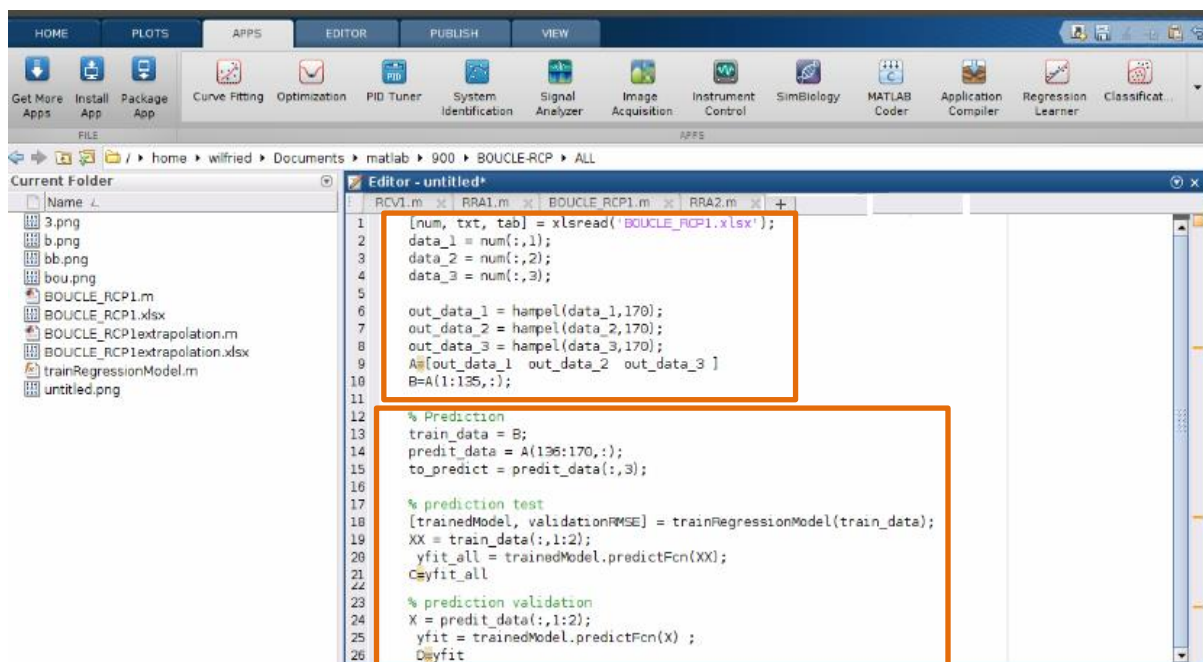 HOME PLOTS APPS EDITOR PUBLISH VIEW
Get More Apps Install App Package App Curve Fitting Optimization PID Tuner System Identification Signal Analyzer Image Acquisition Instrument Control SimBiology MATLAB Coder Application Compiler Regression Learner Classificat...
FILE APPS
/ home wilfried Documents matlab 900 BOUCLE-RCP ALL
Current Folder
Name
3.png
b.png
bb.png
bou.png
BOUCLE_RCP1.m
BOUCLE_RCP1.xlsx
BOUCLE_RCP1extrapolation.m
BOUCLE_RCP1extrapolation.xlsx
trainRegressionModel.m
untitled.png
Editor - untitled*
RCV1.m RRA1.m BOUCLE_RCP1.m RRA2.m +
1 [num, txt, tab] = xlsread('BOUCLE_RCP1.xlsx');
2 data_1 = num(:,1);
3 data_2 = num(:,2);
4 data_3 = num(:,3);
5
6 out_data_1 = hampel(data_1,170);
7 out_data_2 = hampel(data_2,170);
8 out_data_3 = hampel(data_3,170);
9 A=[out_data_1 out_data_2 out_data_3 ]
10 B=A(1:135,:);
11
12 % Prediction
13 train_data = B;
14 predit_data = A(136:170,:);
15 to_predict = predit_data(:,3);
16
17 % prediction test
18 [trainedModel, validationRMSE] = trainRegressionModel(train_data);
19 XX = train_data(:,1:2);
20 yfit_all = trainedModel.predictFcn(XX);
21 C=yfit_all
22
23 % prediction validation
24 X = predit_data(:,1:2);
25 yfit = trainedModel.predictFcn(X) ;
26 D=yfit